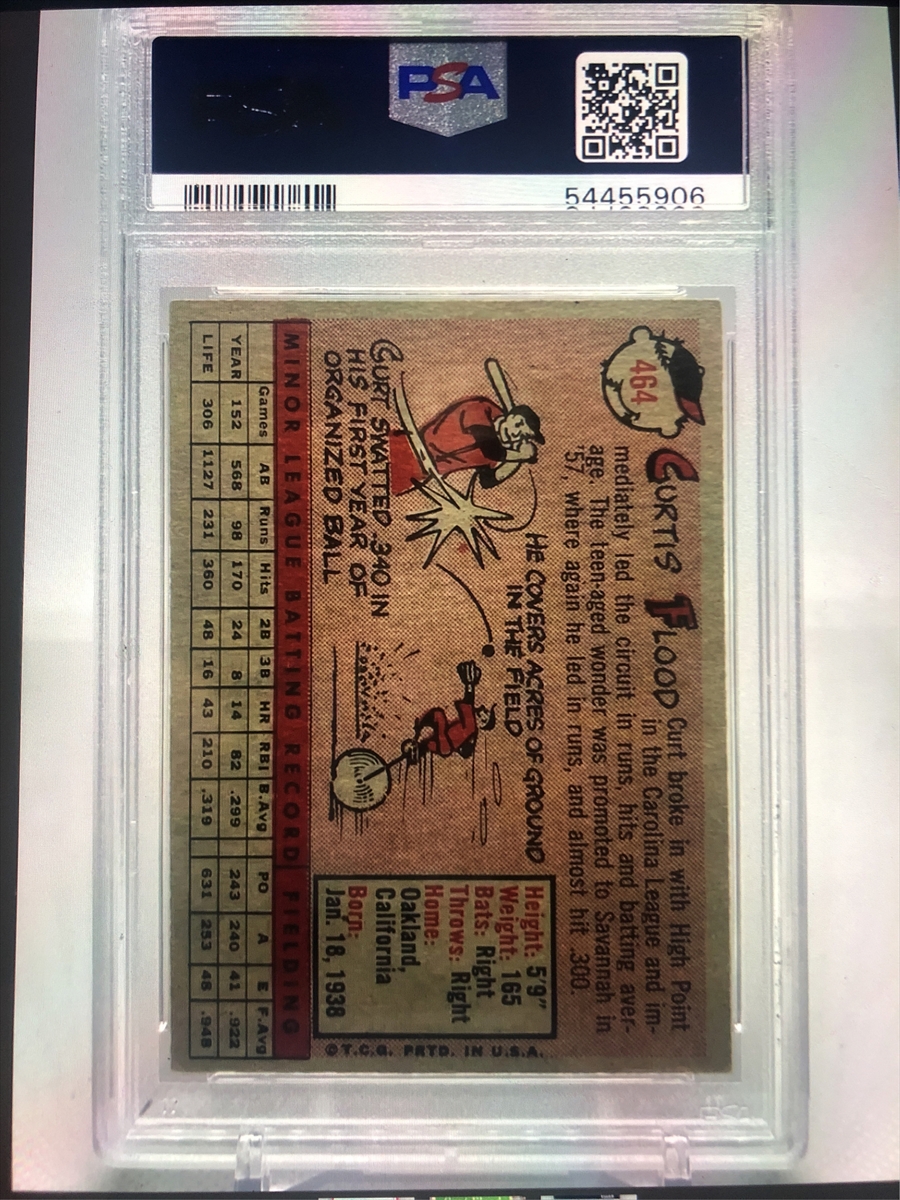 PSA
54455906
464
CURTIS FLOOD
Curt broke in with High Point
in the Carolina League and im-
mediately led the circuit in runs, hits and batting aver-
age. The teen-aged wonder was promoted to Savannah in
'57, where again he led in runs, and almost hit .300.
HE COVERS ACRES OF GROUND
IN THE FIELD
CURT SWATTED .340 IN
HIS FIRST YEAR OF
ORGANIZED BALL
Height: 5'9"
Weight: 165
Bats: Right
Throws: Right
Home:
Oakland,
California
Born:
Jan. 18, 1938
©T.C.G. PRTD. IN U.S.A.
MINOR LEAGUE BATTING RECORD FIELDING
Games AB Runs Hits 2B 3B HR RBI B.Avg PO A E F.Avg
YEAR 152 568 98 170 24 8 14 82 .299 243 240 41 .922
LIFE 306 1127 231 360 48 16 43 210 .319 631 253 48 .948